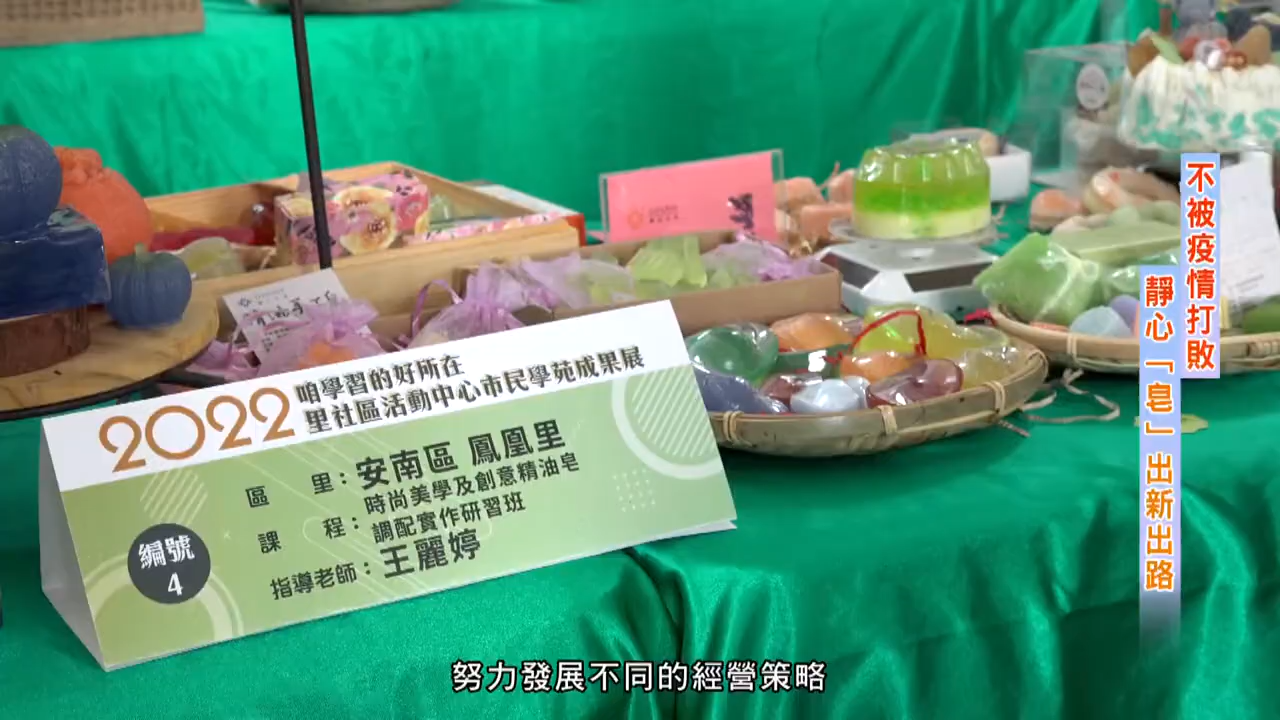 2022
咱學習的好所在
里社區活動中心市民學苑成果展
區 里：安南區 鳳凰里
課 程：時尚美學及創意精油皂
調配實作研習班
指導老師：王麗婷
編號
4
不被疫情打敗
靜心「皂」出新出路
努力發展不同的經營策略